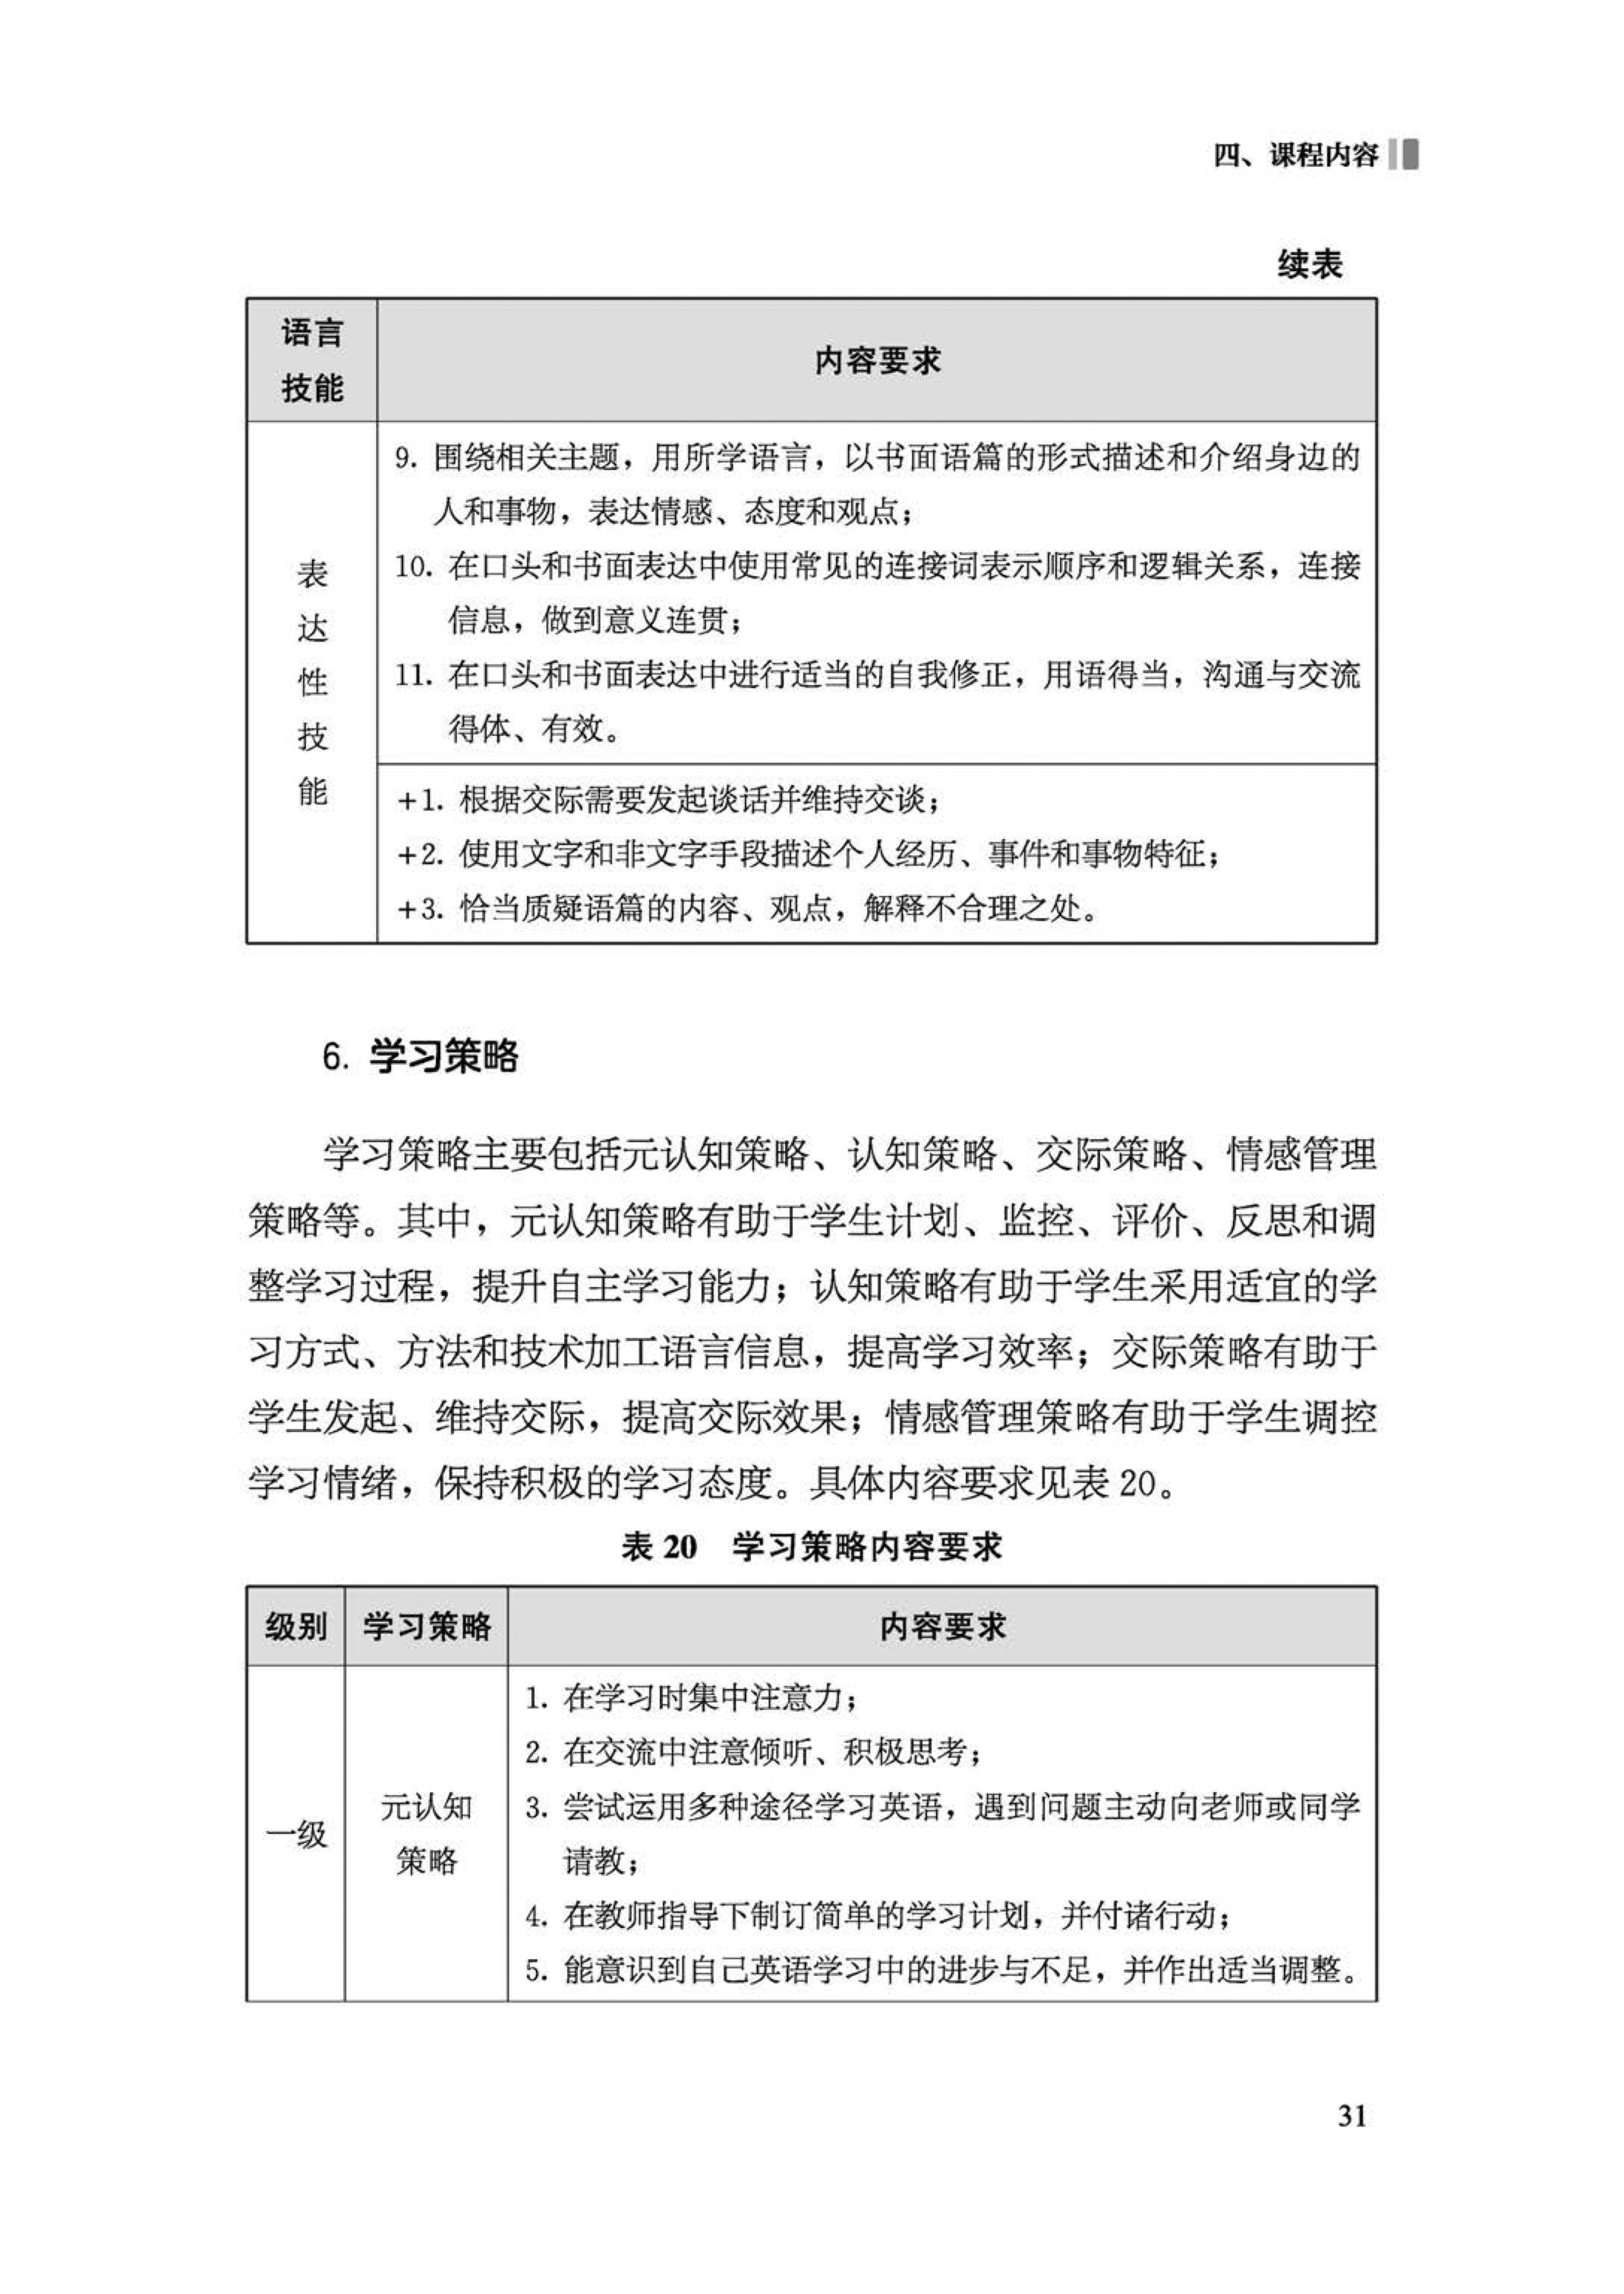 四、课程内容
续表
语言
技能
内容要求
表
达
性
技
能
9. 围绕相关主题，用所学语言，以书面语篇的形式描述和介绍身边的
人和事物，表达情感、态度和观点；
10. 在口头和书面表达中使用常见的连接词表示顺序和逻辑关系，连接
信息，做到意义连贯；
11. 在口头和书面表达中进行适当的自我修正，用语得当，沟通与交流
得体、有效。
+1. 根据交际需要发起谈话并维持交谈；
+2. 使用文字和非文字手段描述个人经历、事件和事物特征；
+3. 恰当质疑语篇的内容、观点，解释不合理之处。
6. 学习策略
学习策略主要包括元认知策略、认知策略、交际策略、情感管理
策略等。其中，元认知策略有助于学生计划、监控、评价、反思和调
整学习过程，提升自主学习能力；认知策略有助于学生采用适宜的学
习方式、方法和技术加工语言信息，提高学习效率；交际策略有助于
学生发起、维持交际，提高交际效果；情感管理策略有助于学生调控
学习情绪，保持积极的学习态度。具体内容要求见表 20。
表 20 学习策略内容要求
级别 学习策略 内容要求
一级
元认知
策略
1. 在学习时集中注意力；
2. 在交流中注意倾听、积极思考；
3. 尝试运用多种途径学习英语，遇到问题主动向老师或同学
请教；
4. 在教师指导下制订简单的学习计划，并付诸行动；
5. 能意识到自己英语学习中的进步与不足，并作出适当调整。
31